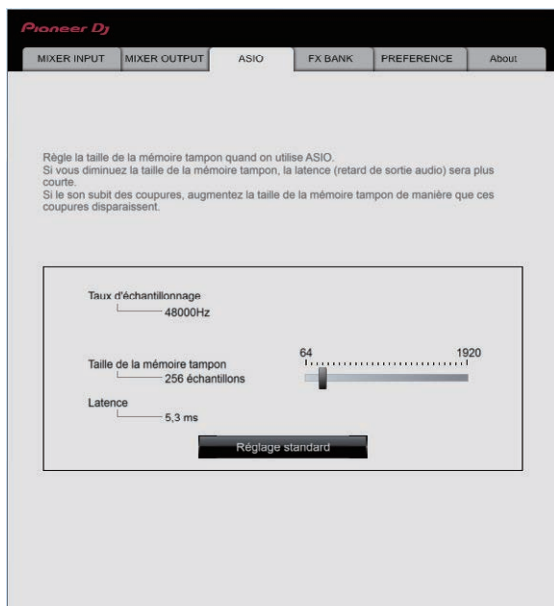 Pioneer Dj
MIXER INPUT MIXER OUTPUT ASIO FX BANK PREFERENCE About
Règle la taille de la mémoire tampon quand on utilise ASIO.
Si vous diminuez la taille de la mémoire tampon, la latence (retard de sortie audio) sera plus
courte.
Si le son subit des coupures, augmentez la taille de la mémoire tampon de manière que ces
coupures disparaissent.
Taux d'échantillonnage
48000Hz
64 1920
Taille de la mémoire tampon
256 échantillons
Latence
5,3 ms
Réglage standard